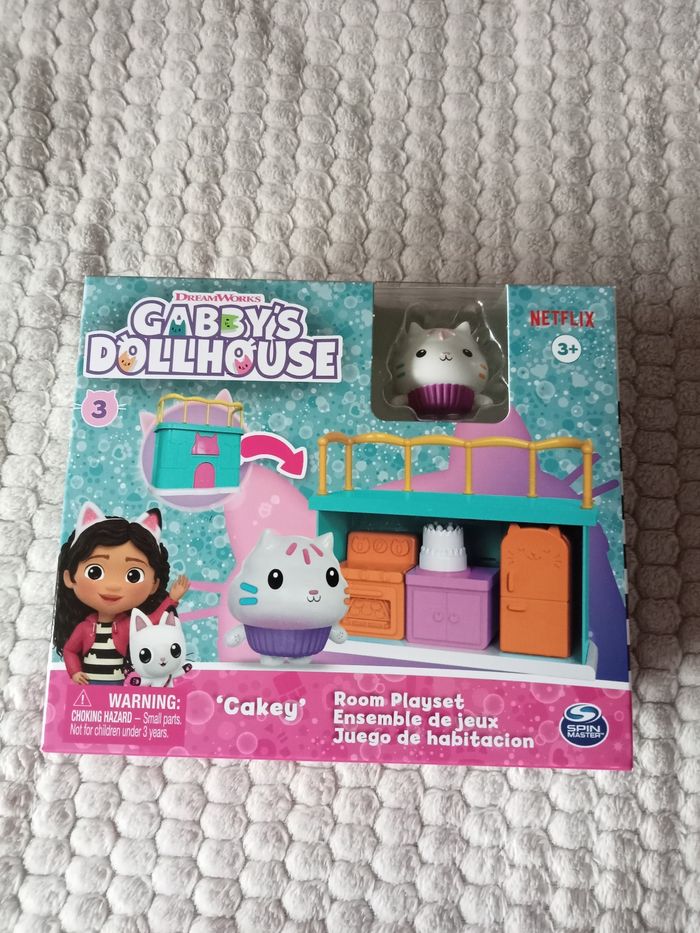 DREAMWORKS
GABBY'S
DOLLHOUSE
NETFLIX
3+
3
WARNING:
CHOKING HAZARD – Small parts.
Not for children under 3 years.
'Cakey'
Room Playset
Ensemble de jeux
Juego de habitacion
SPIN
MASTER